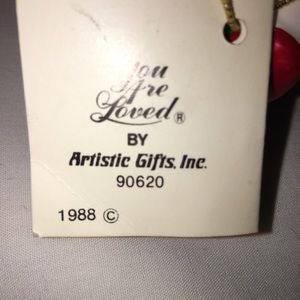 You
Are
Loved®
BY
Artistic Gifts, Inc.
90620
1988 ©